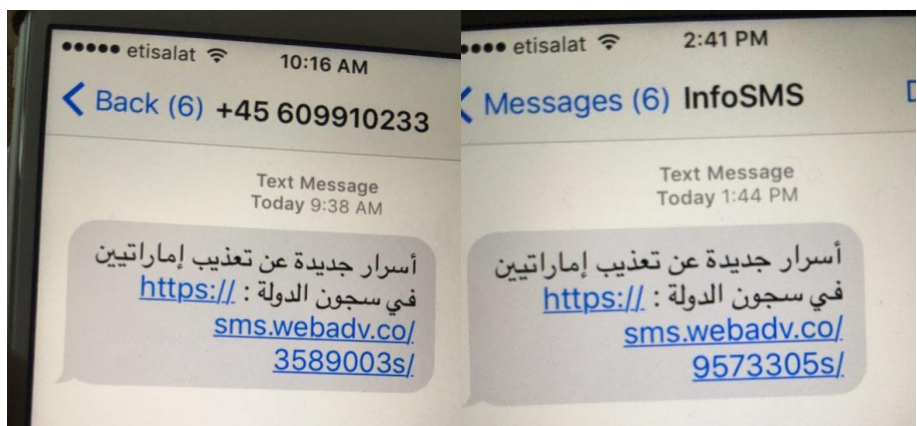 etisalat
10:16 AM
Back (6)
+45 609910233
Text Message
Today 9:38 AM
أسرار جديدة عن تعذيب إماراتيين
في سجون الدولة : https://
sms.webadv.co/
3589003s/
etisalat
2:41 PM
Messages (6)
InfoSMS
Text Message
Today 1:44 PM
أسرار جديدة عن تعذيب إماراتيين
في سجون الدولة : https://
sms.webadv.co/
9573305s/